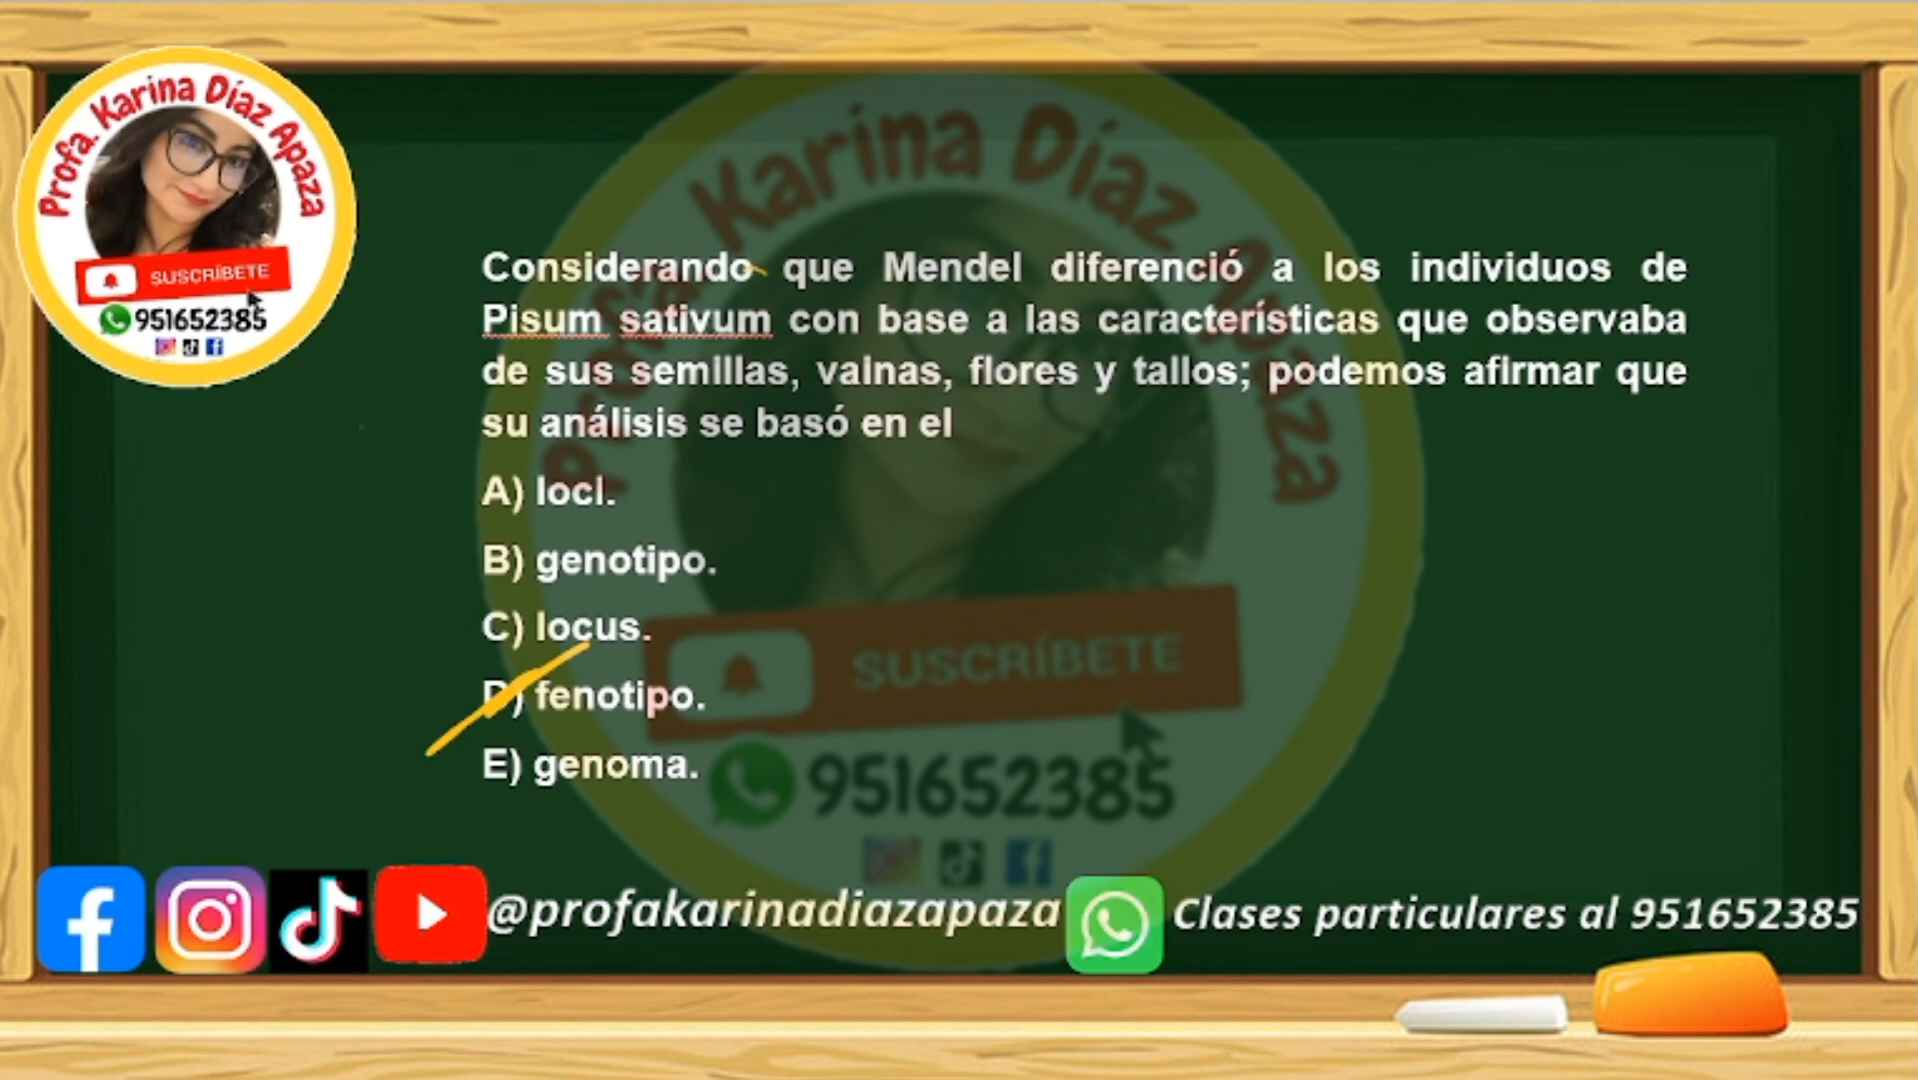 Profa. Karina Díaz Apaza
SUSCRÍBETE
951652385
Considerando que Mendel diferenció a los individuos de
Pisum sativum con base a las características que observaba
de sus semillas, vainas, flores y tallos; podemos afirmar que
su análisis se basó en el
A) loci.
B) genotipo.
C) locus.
D) fenotipo.
E) genoma.
Profa. Karina Díaz Apaza
SUSCRÍBETE
951652385
@profakarinadiazapaza
Clases particulares al 951652385